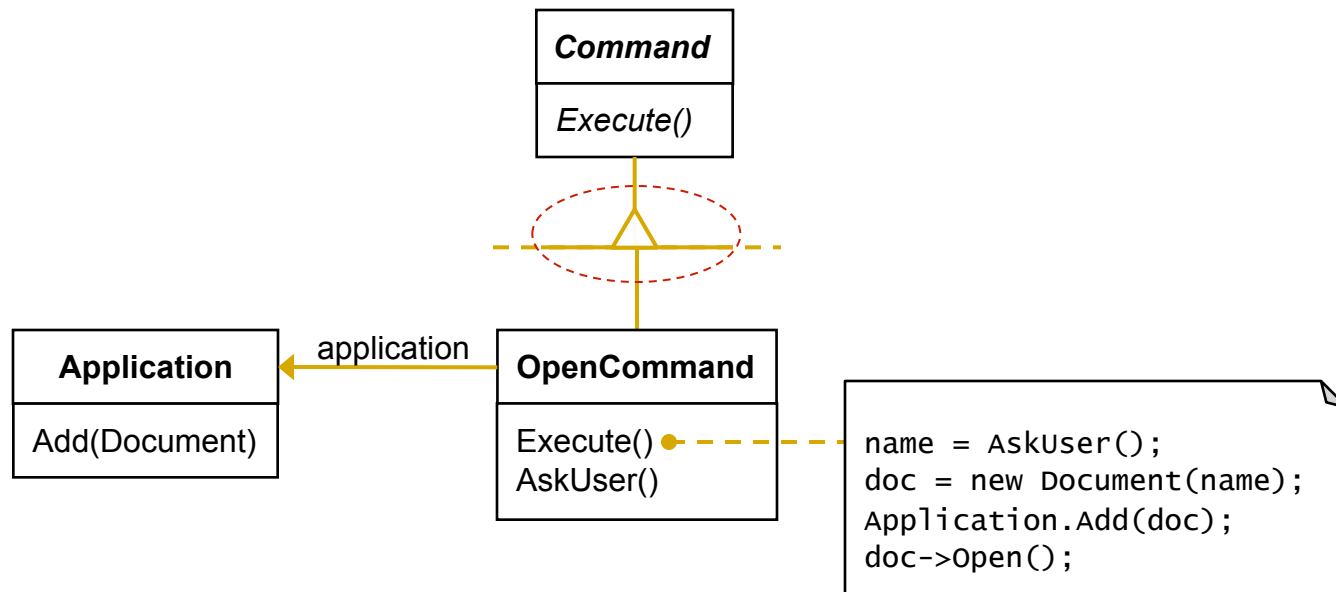 Command
Execute()
application
Application
Add(Document)
OpenCommand
Execute()
AskUser()
name = AskUser();
doc = new Document(name);
Application.Add(doc);
doc->Open();